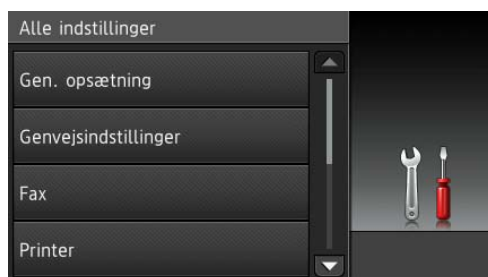 Alle indstillinger
Gen. opsætning
Genvejsindstillinger
Fax
Printer